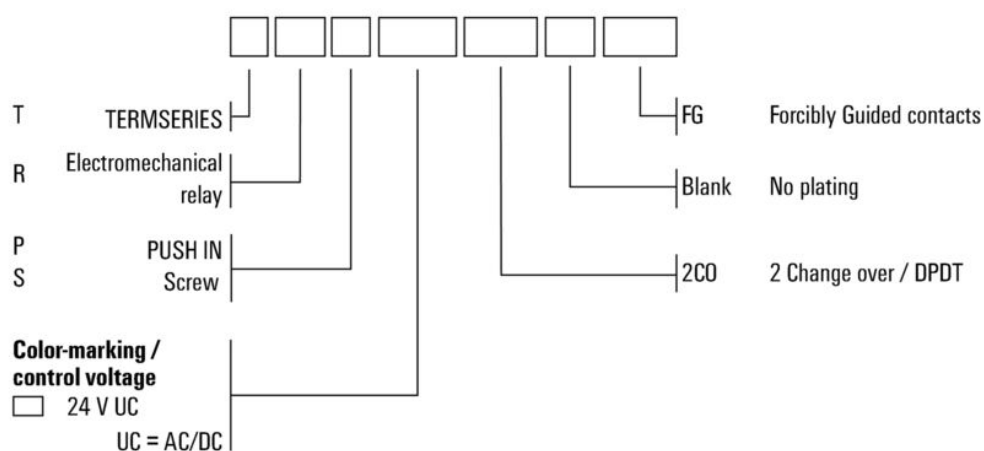 T TERMSERIES
R Electromechanical
relay
P PUSH IN
S Screw
Color-marking /
control voltage
24 V UC
UC = AC/DC
FG Forcibly Guided contacts
Blank No plating
2CO 2 Change over / DPDT